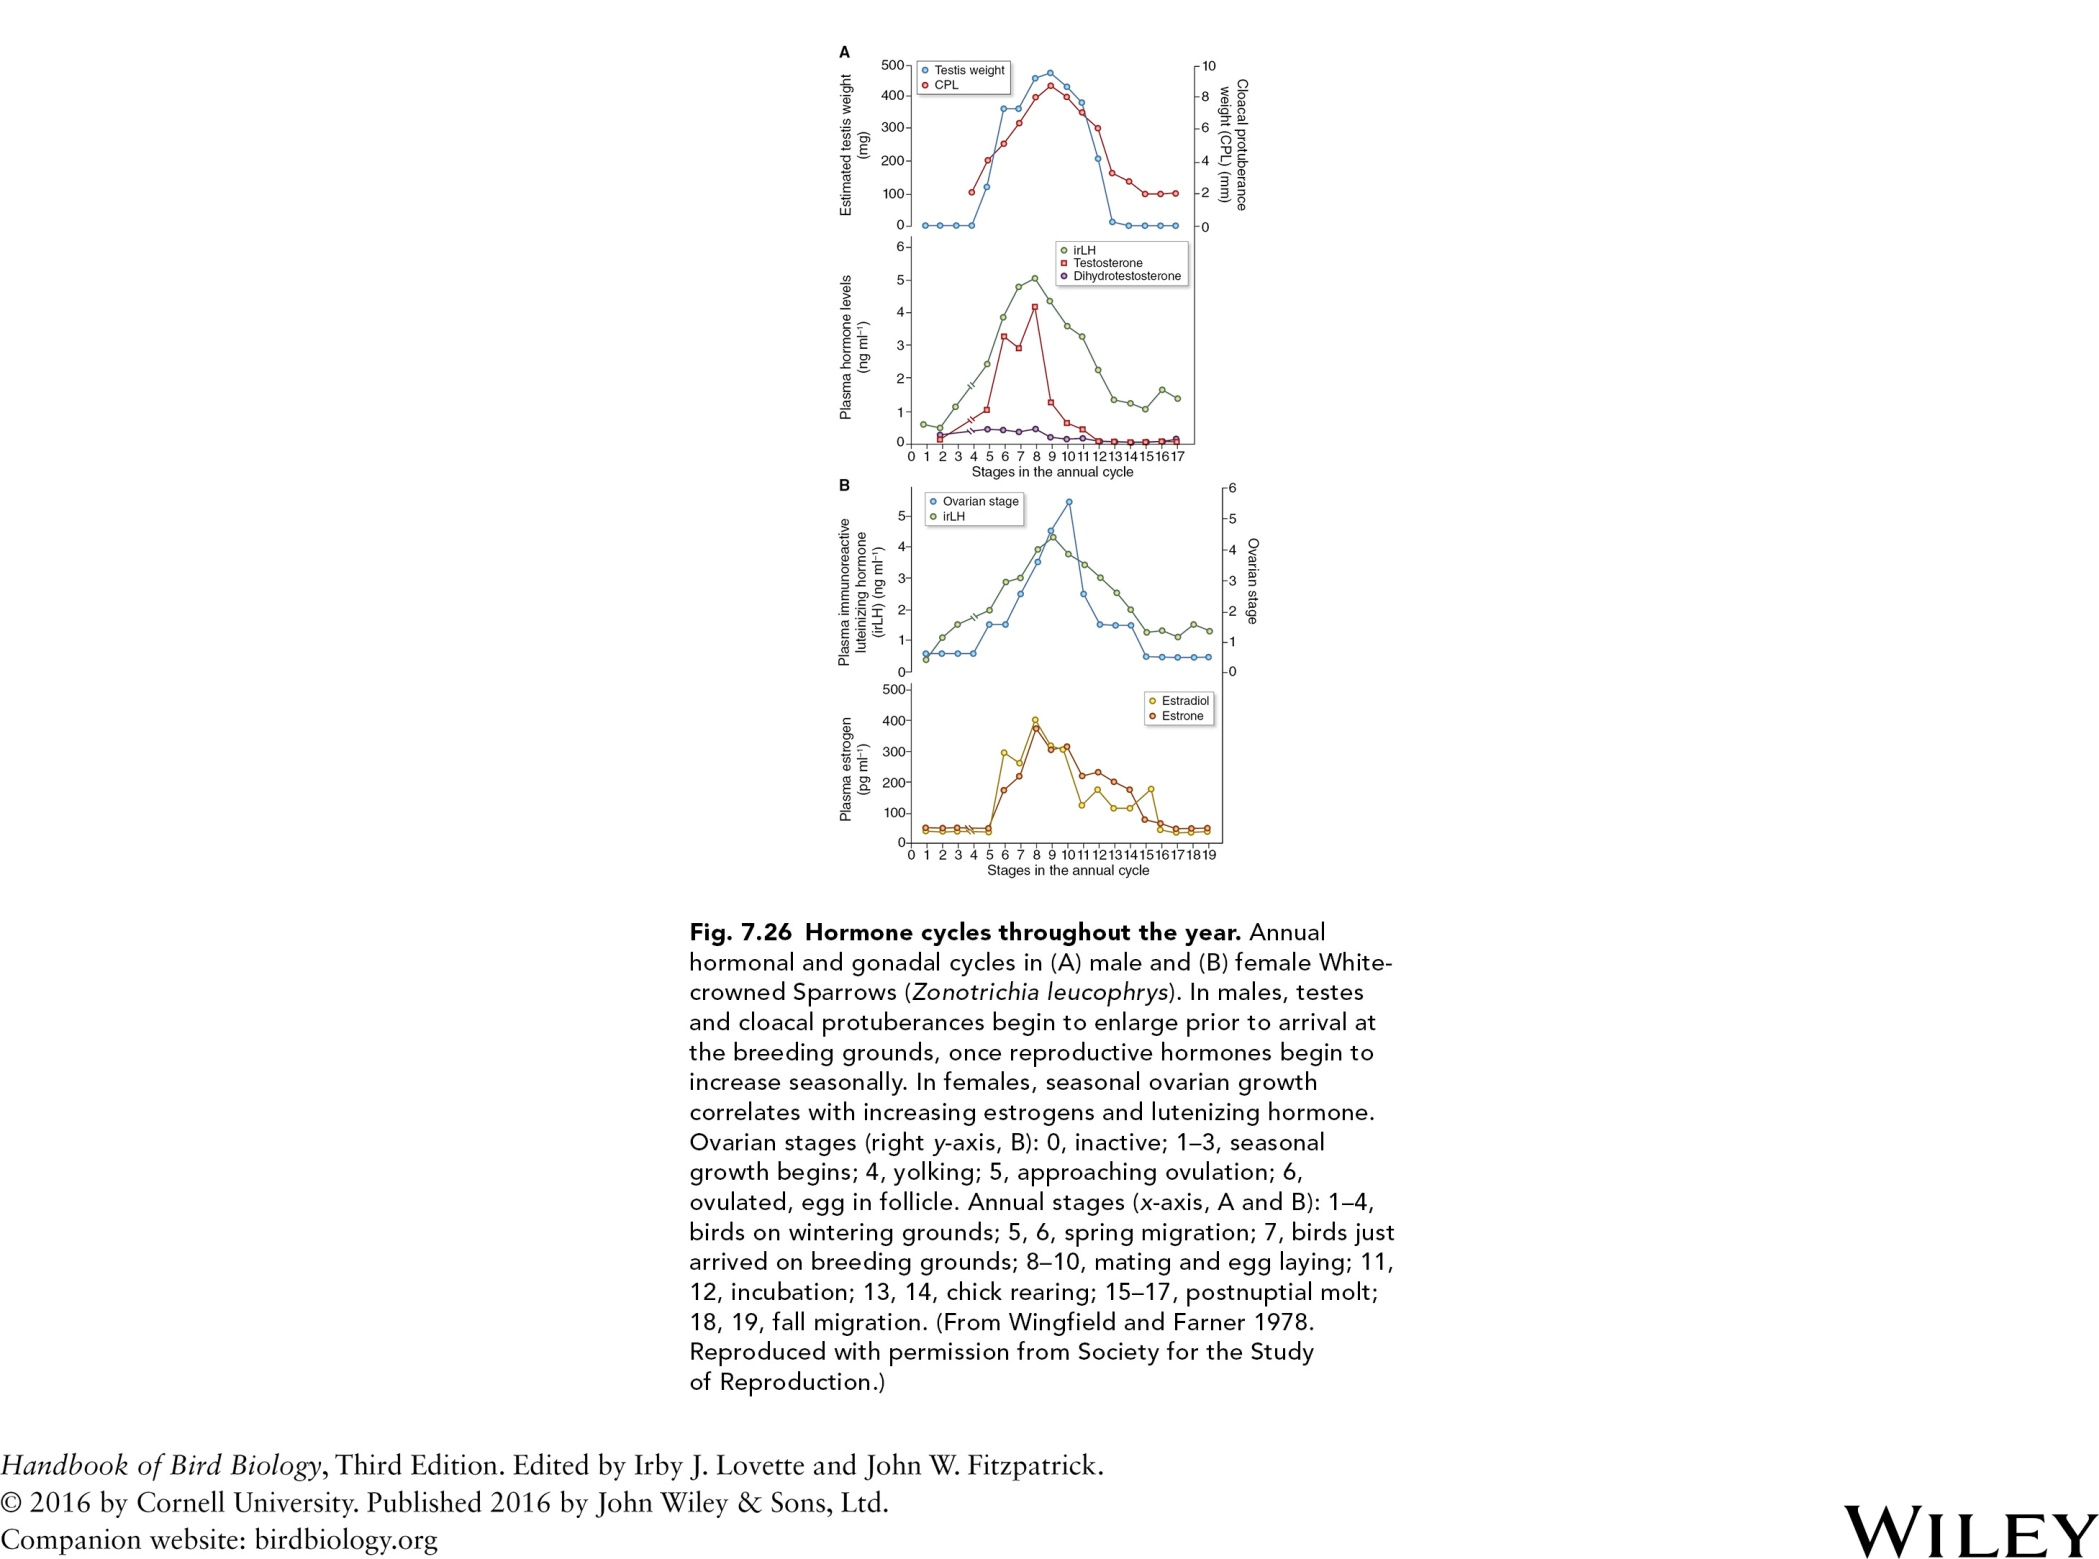 A
Estimated testis weight
(mg)
500
400
300
200
100
0
Testis weight
CPL
10
8
6
4
2
0
Cloacal protuberance
weight (CPL) (mm)
Plasma hormone levels
(ng ml⁻¹)
6
5
4
3
2
1
0
irLH
Testosterone
Dihydrotestosterone
0 1 2 3 4 5 6 7 8 9 10 11 12 13 14 15 16 17
Stages in the annual cycle
B
Plasma immunoreactive
luteinizing hormone
(irLH) (ng ml⁻¹)
5
4
3
2
1
0
Ovarian stage
irLH
6
5
4
3
2
1
0
Ovarian stage
Plasma estrogen
(pg ml⁻¹)
500
400
300
200
100
0
Estradiol
Estrone
0 1 2 3 4 5 6 7 8 9 10 11 12 13 14 15 16 17 18 19
Stages in the annual cycle
Fig. 7.26 Hormone cycles throughout the year. Annual
hormonal and gonadal cycles in (A) male and (B) female White-
crowned Sparrows (Zonotrichia leucophrys). In males, testes
and cloacal protuberances begin to enlarge prior to arrival at
the breeding grounds, once reproductive hormones begin to
increase seasonally. In females, seasonal ovarian growth
correlates with increasing estrogens and lutenizing hormone.
Ovarian stages (right y-axis, B): 0, inactive; 1–3, seasonal
growth begins; 4, yolking; 5, approaching ovulation; 6,
ovulated, egg in follicle. Annual stages (x-axis, A and B): 1–4,
birds on wintering grounds; 5, 6, spring migration; 7, birds just
arrived on breeding grounds; 8–10, mating and egg laying; 11,
12, incubation; 13, 14, chick rearing; 15–17, postnuptial molt;
18, 19, fall migration. (From Wingfield and Farner 1978.
Reproduced with permission from Society for the Study
of Reproduction.)
Handbook of Bird Biology, Third Edition. Edited by Irby J. Lovette and John W. Fitzpatrick.
© 2016 by Cornell University. Published 2016 by John Wiley & Sons, Ltd.
Companion website: birdbiology.org
WILEY